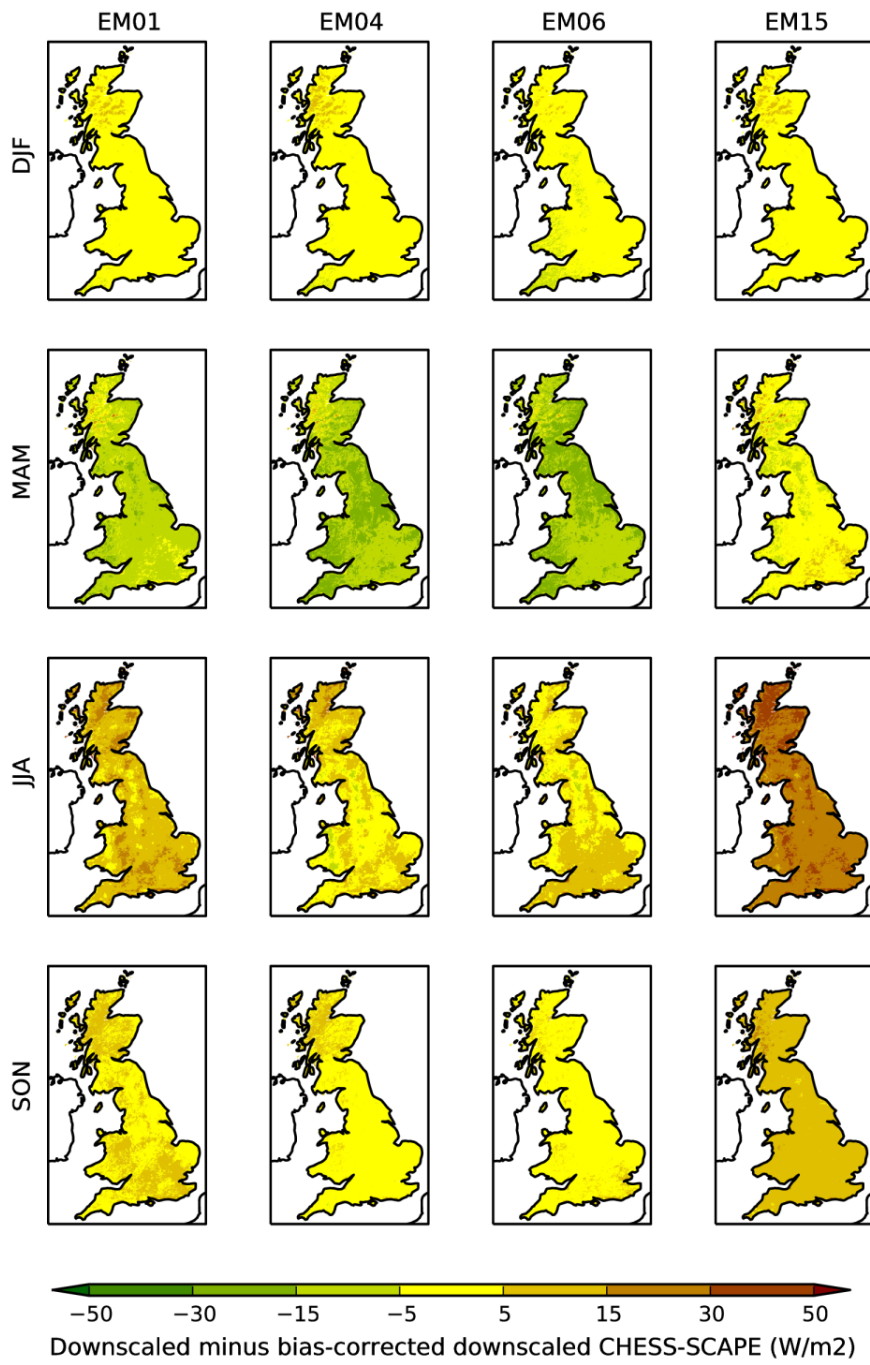 EM01 EM04 EM06 EM15
DJF
MAM
JJA
SON
−50 −30 −15 −5 5 15 30 50
Downscaled minus bias-corrected downscaled CHESS-SCAPE (W/m2)